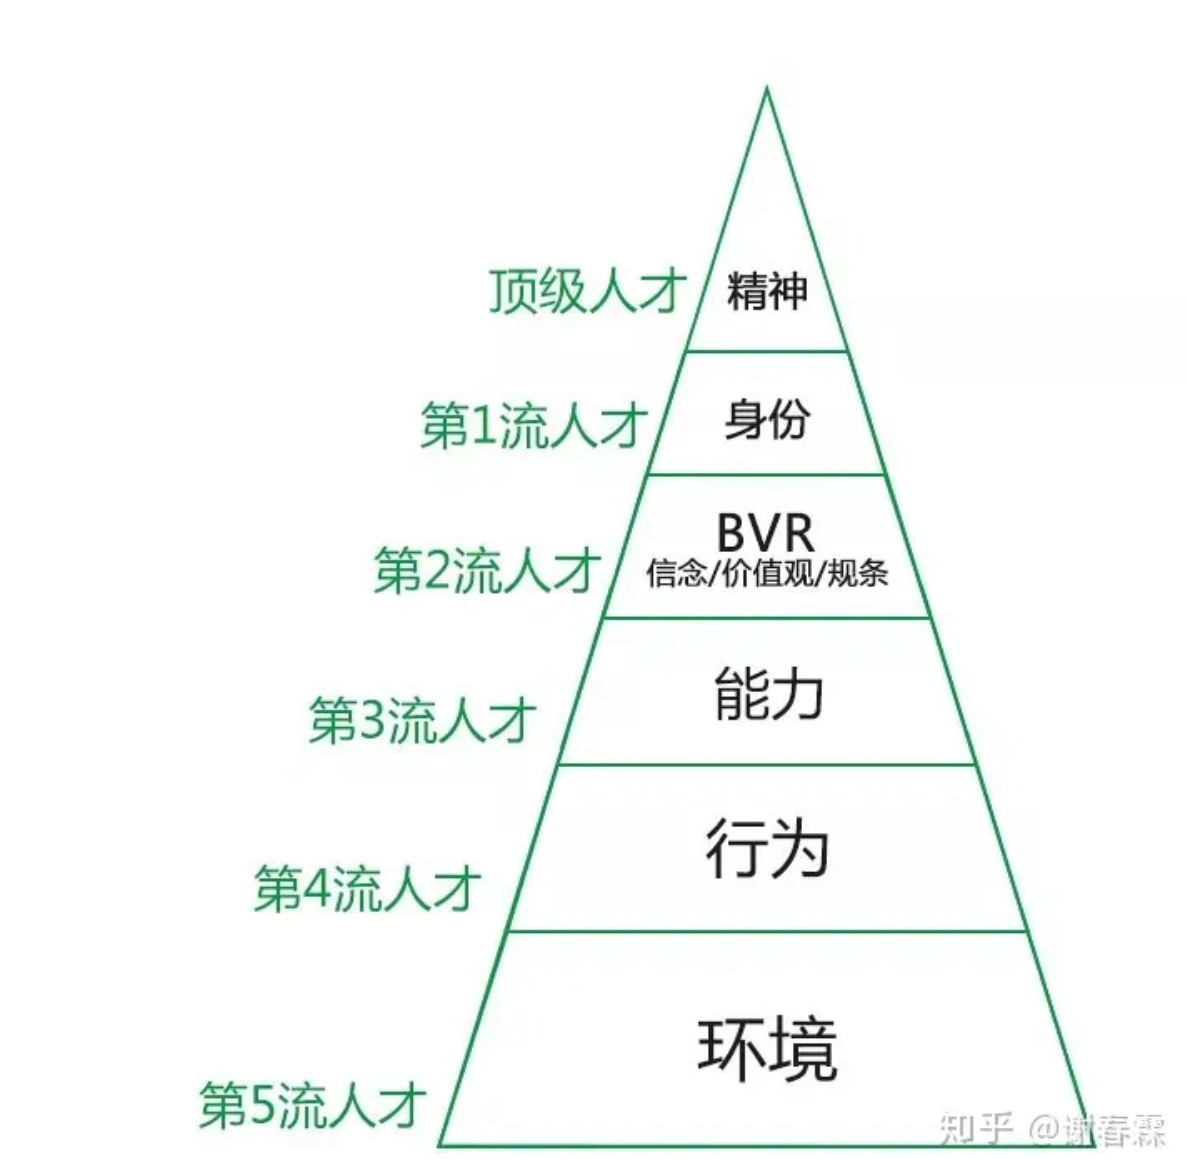 顶级人才
精神
第1流人才
身份
BVR
第2流人才
信念/价值观/规条
能力
第3流人才
行为
第4流人才
环境
第5流人才
知乎 @谢春霖